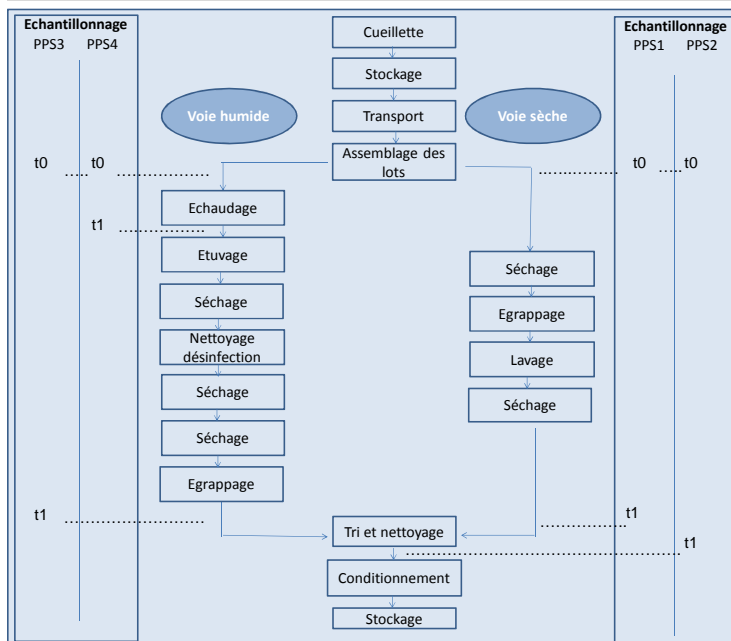 Echantillonnage
PPS3 PPS4
Echantillonnage
PPS1 PPS2
Cueillette
Stockage
Transport
Assemblage des
lots
Voie humide
Voie sèche
t0 t0
t0 t0
Echaudage
t1
Etuvage
Séchage
Nettoyage
désinfection
Séchage
Séchage
Egrappage
t1
Séchage
Egrappage
Lavage
Séchage
t1
Tri et nettoyage
t1
Conditionnement
Stockage